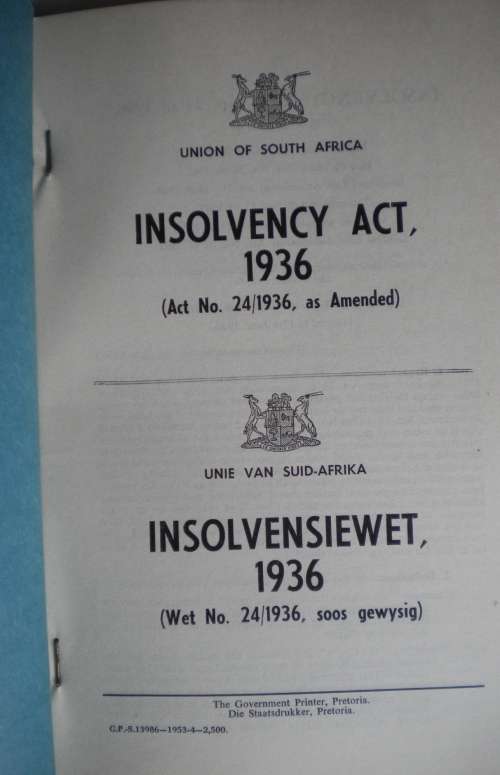 UNION OF SOUTH AFRICA
INSOLVENCY ACT,
1936
(Act No. 24/1936, as Amended)
UNIE VAN SUID-AFRIKA
INSOLVENSIEWET,
1936
(Wet No. 24/1936, soos gewysig)
The Government Printer, Pretoria.
Die Staatsdrukker, Pretoria.
G.P.-S.13986—1953-4—2,500.